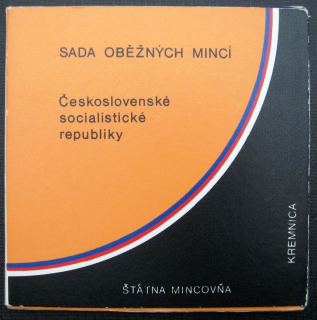 SADA OBĚŽNÝCH MINCÍ
Československé
socialistické
republiky
KREMNICA
ŠTÁTNA MINCOVŇA